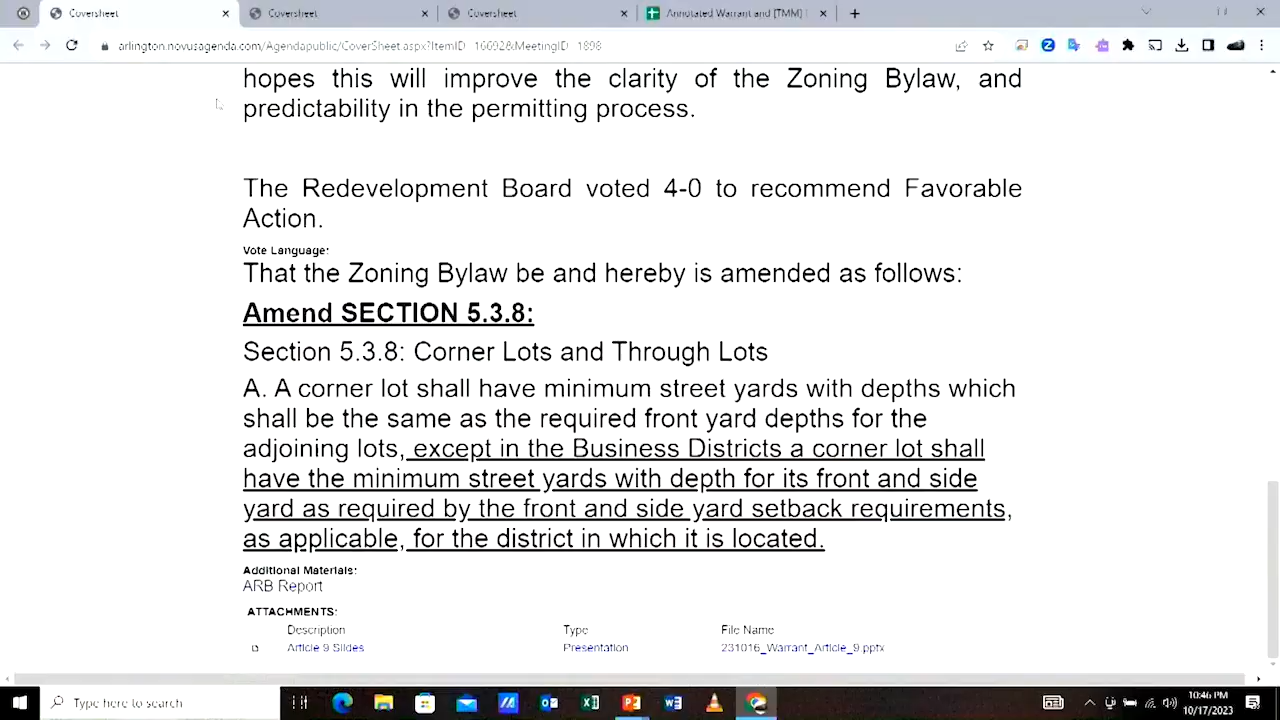 Coversheet
Coversheet
Coversheet
Annotated Warrant and [TMM]
arlington.novusagenda.com/Agendapublic/CoverSheet.aspx?ItemID=16692&MeetingID=1898
hopes this will improve the clarity of the Zoning Bylaw, and
predictability in the permitting process.
The Redevelopment Board voted 4-0 to recommend Favorable
Action.
Vote Language:
That the Zoning Bylaw be and hereby is amended as follows:
Amend SECTION 5.3.8:
Section 5.3.8: Corner Lots and Through Lots
A. A corner lot shall have minimum street yards with depths which
shall be the same as the required front yard depths for the
adjoining lots, except in the Business Districts a corner lot shall
have the minimum street yards with depth for its front and side
yard as required by the front and side yard setback requirements,
as applicable, for the district in which it is located.
Additional Materials:
ARB Report
ATTACHMENTS:
Description Type File Name
Article 9 Slides Presentation 231016_Warrant_Article_9.pptx
Type here to search
10:46 PM
10/17/2023